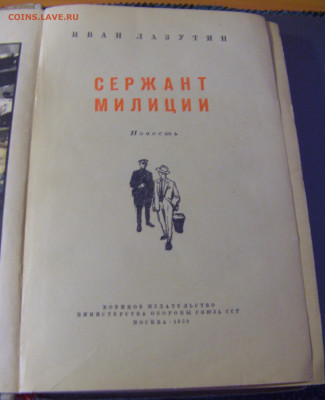 COINS.LAVE.RU
ИВАН ЛАЗУТИН
СЕРЖАНТ
МИЛИЦИИ
Повесть
ВОЕННОЕ ИЗДАТЕЛЬСТВО
МИНИСТЕРСТВА ОБОРОНЫ СОЮЗА ССР
МОСКВА